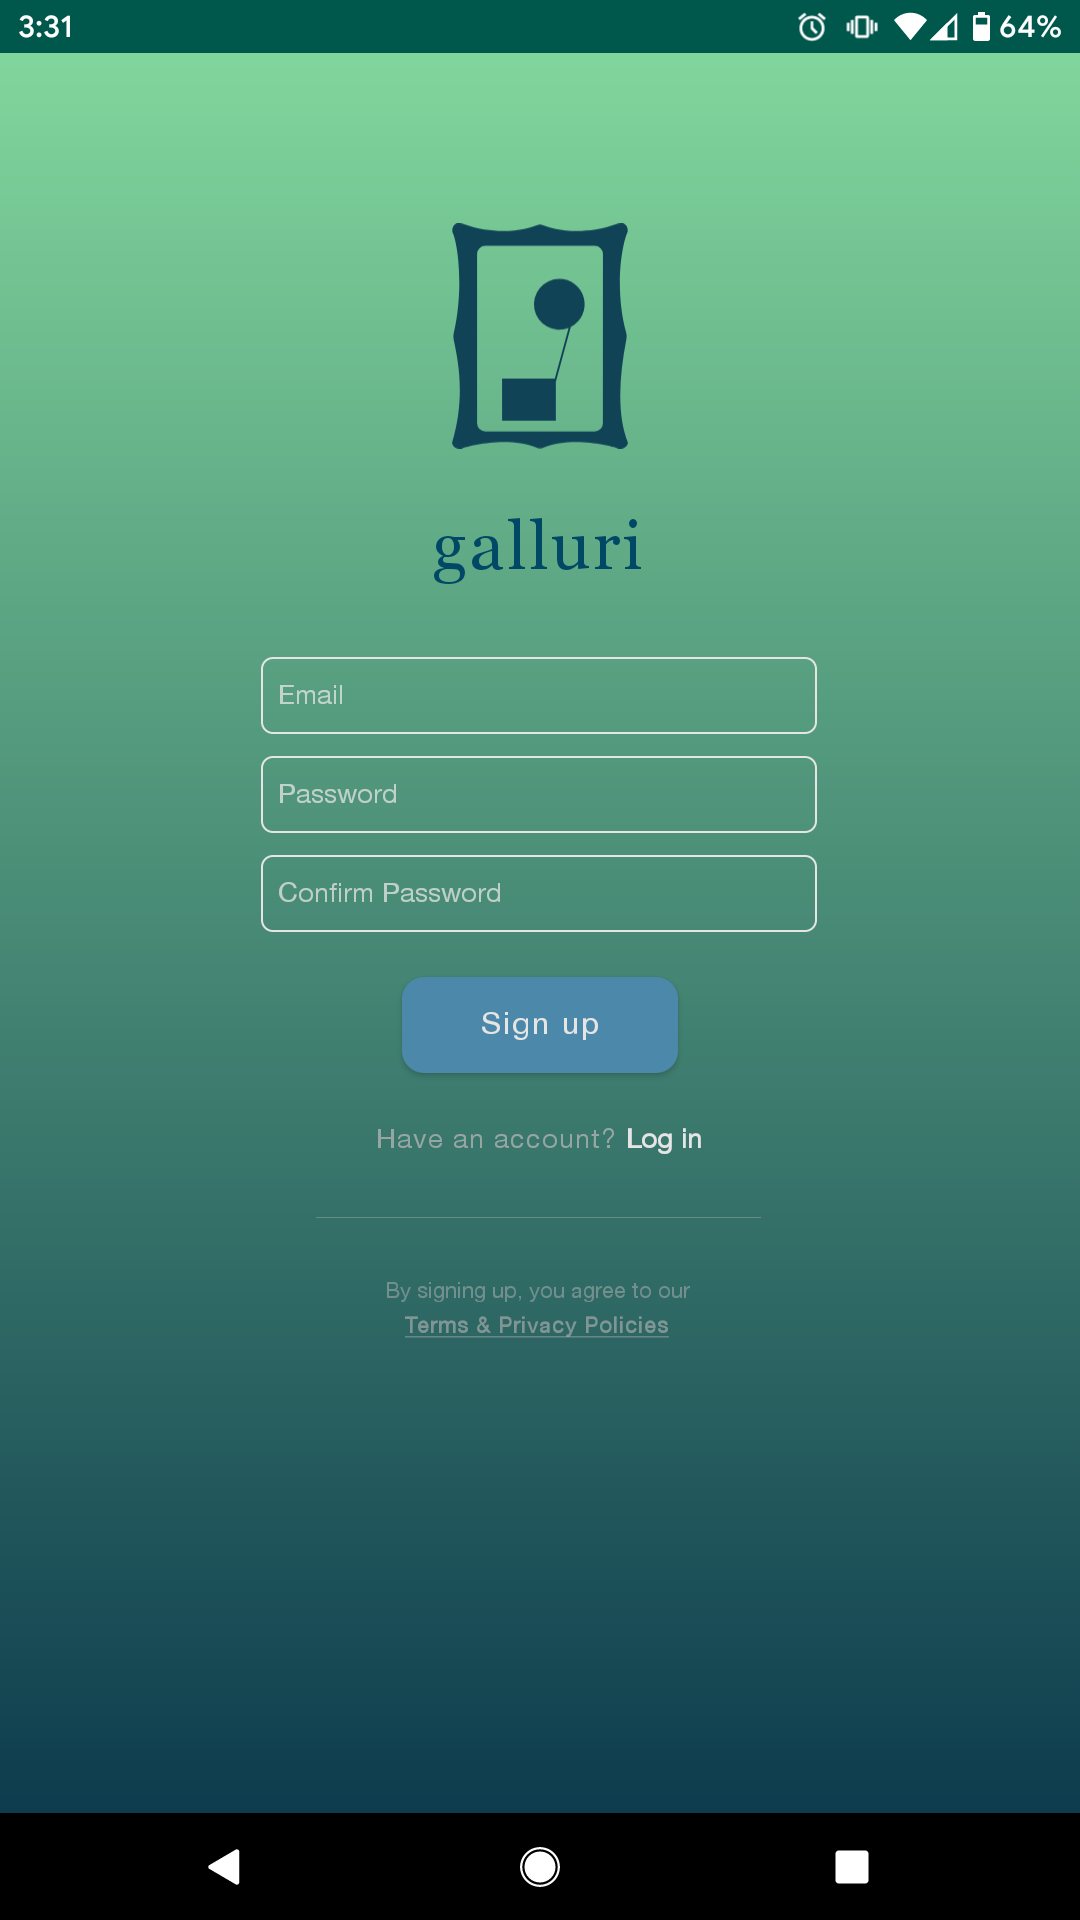 3:31 64%
galluri
Email
Password
Confirm Password
Sign up
Have an account? Log in
By signing up, you agree to our
Terms & Privacy Policies